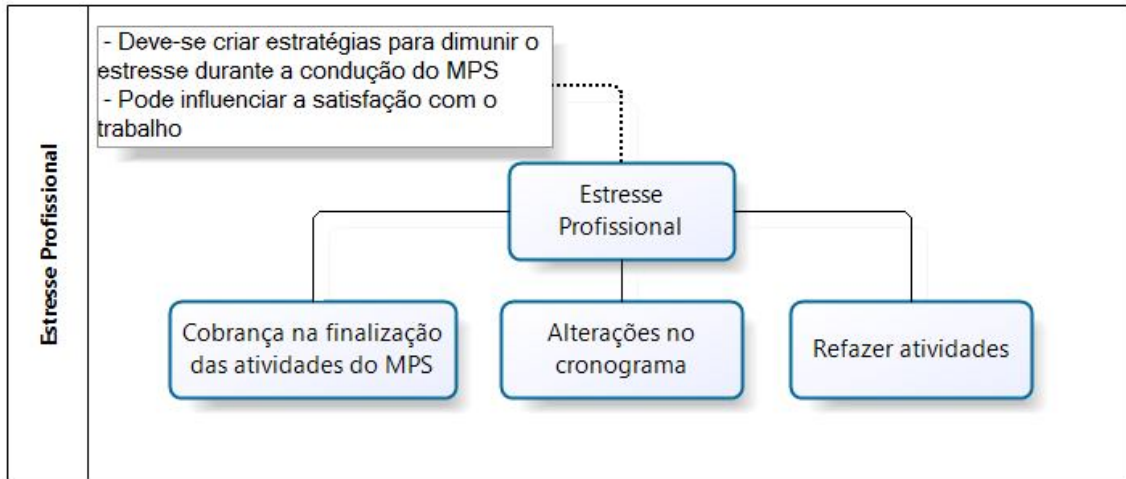 Estresse Profissional
- Deve-se criar estratégias para dimunir o
estresse durante a condução do MPS
- Pode influenciar a satisfação com o
trabalho
Estresse
Profissional
Cobrança na finalização
das atividades do MPS
Alterações no
cronograma
Refazer atividades